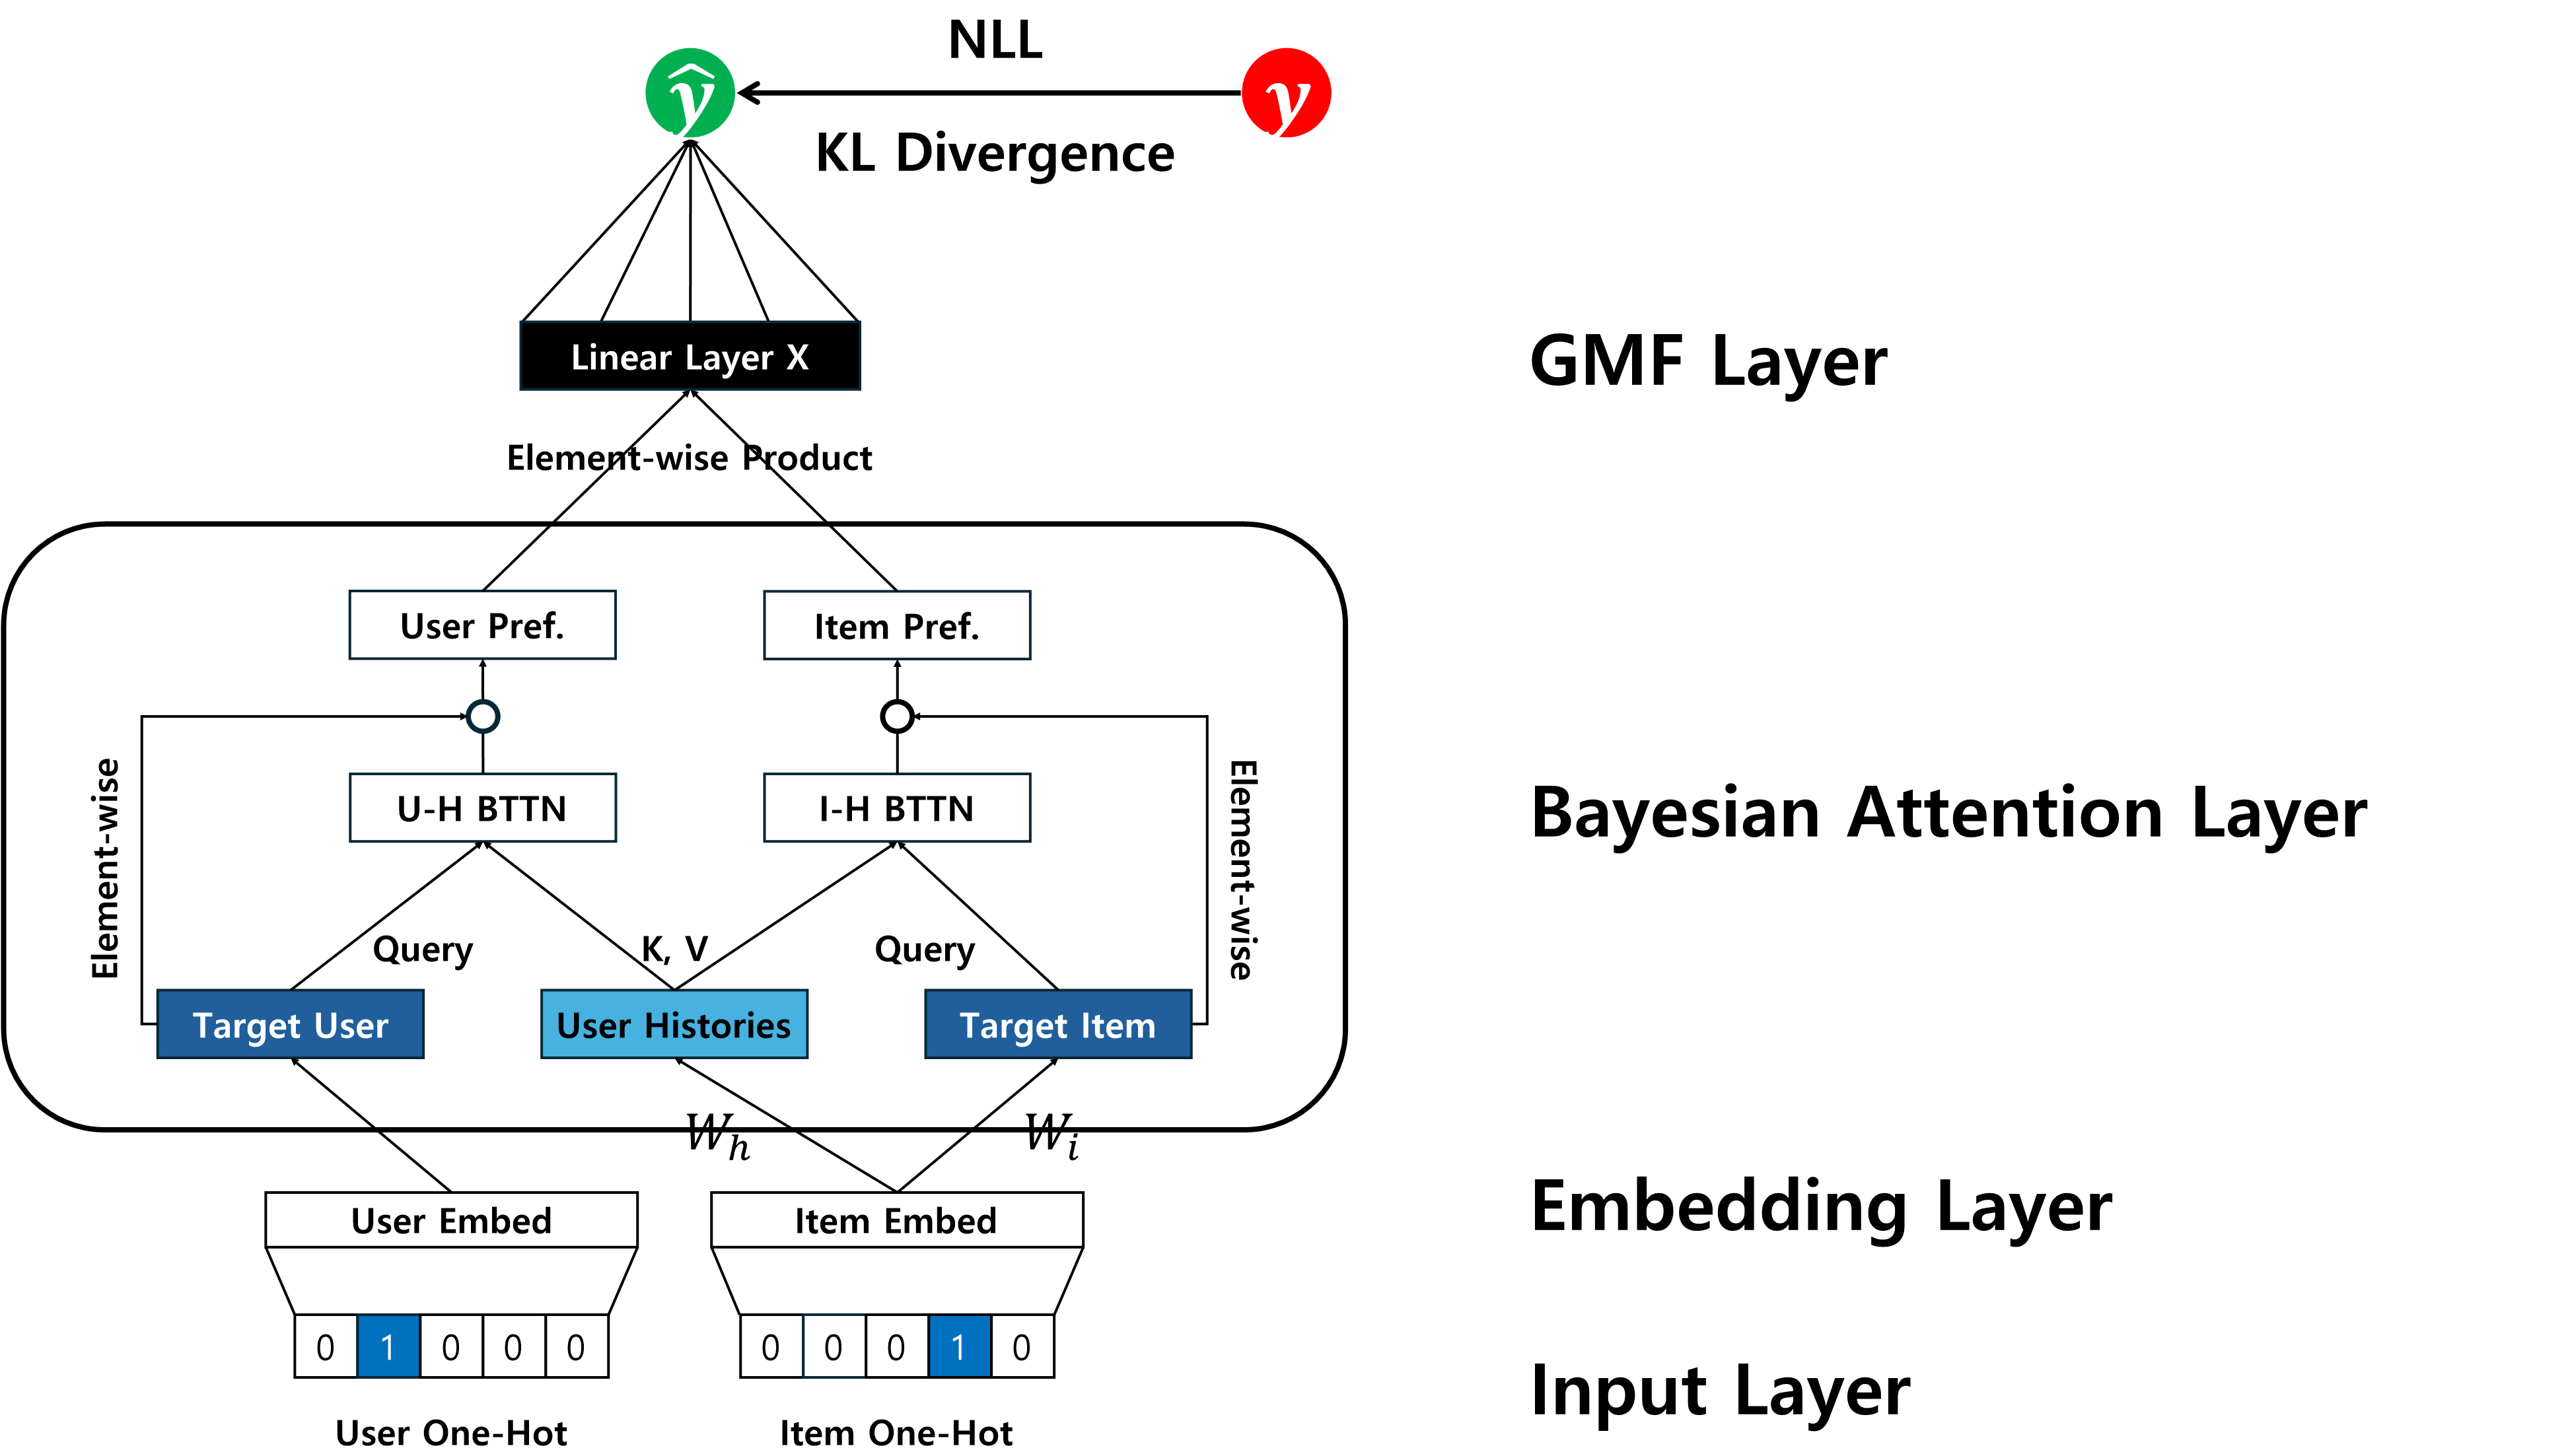 NLL
ŷ
y
KL Divergence
Linear Layer X
GMF Layer
Element-wise Product
User Pref.
Item Pref.
Element-wise
Element-wise
U-H BTTN
I-H BTTN
Bayesian Attention Layer
Query
K, V
Query
Target User
User Histories
Target Item
W_h
W_i
User Embed
Item Embed
Embedding Layer
0 1 0 0 0
0 0 0 1 0
Input Layer
User One-Hot
Item One-Hot